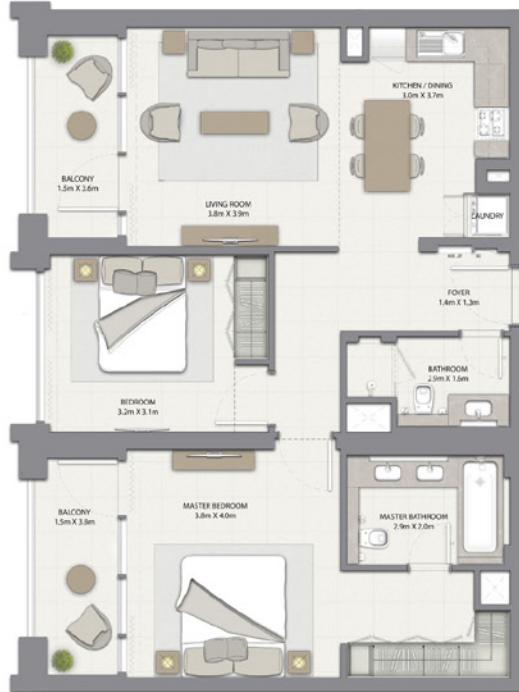 KITCHEN / DINING
3.0m X 3.7m
BALCONY
1.5m X 3.6m
LIVING ROOM
3.8m X 3.9m
LAUNDRY
FOYER
1.4m X 1.3m
BATHROOM
2.9m X 1.6m
BEDROOM
3.2m X 3.1m
BALCONY
1.5m X 3.8m
MASTER BEDROOM
3.8m X 4.0m
MASTER BATHROOM
2.9m X 2.0m